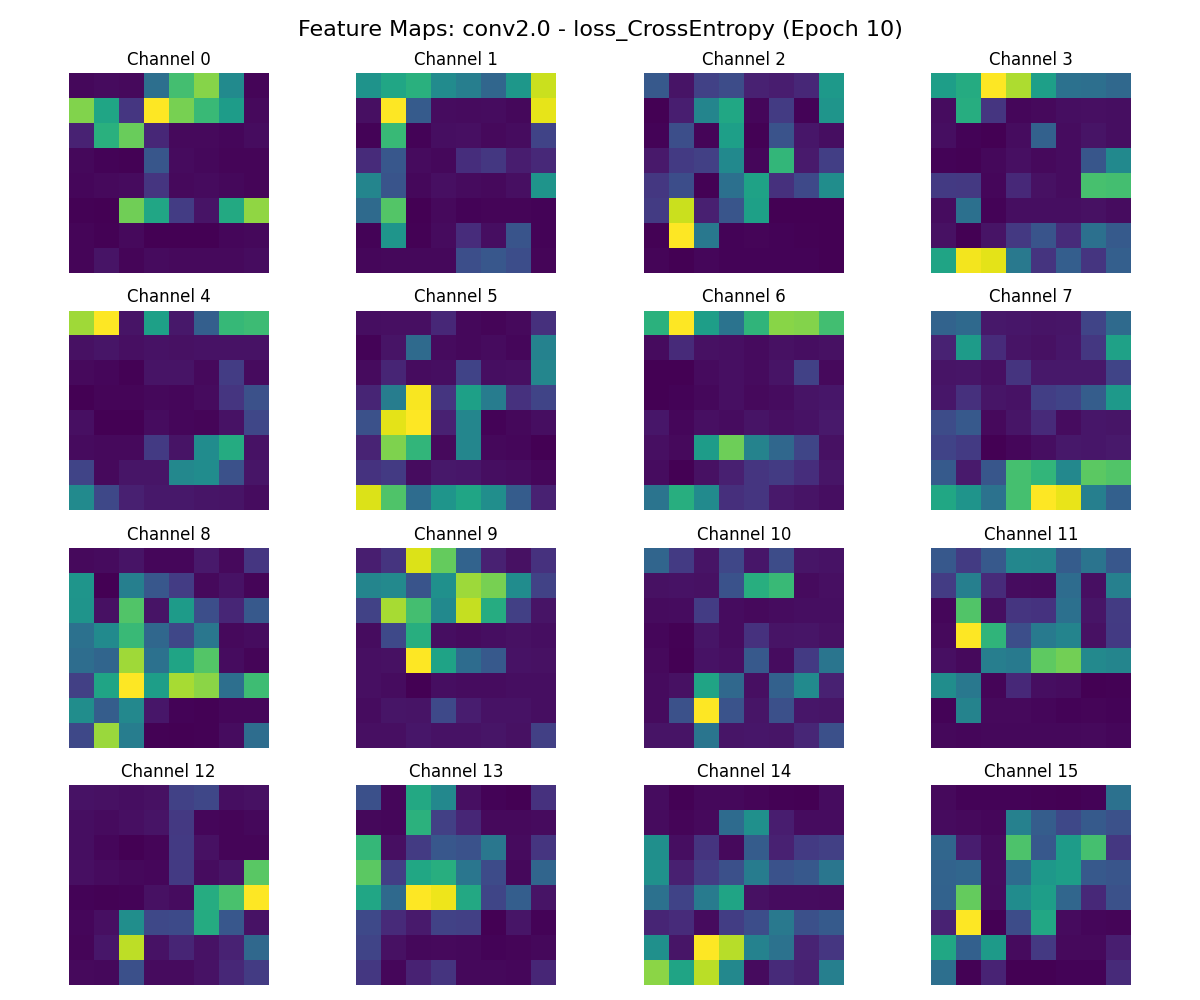 Feature Maps: conv2.0 - loss_CrossEntropy (Epoch 10)
Channel 0
Channel 1
Channel 2
Channel 3
Channel 4
Channel 5
Channel 6
Channel 7
Channel 8
Channel 9
Channel 10
Channel 11
Channel 12
Channel 13
Channel 14
Channel 15